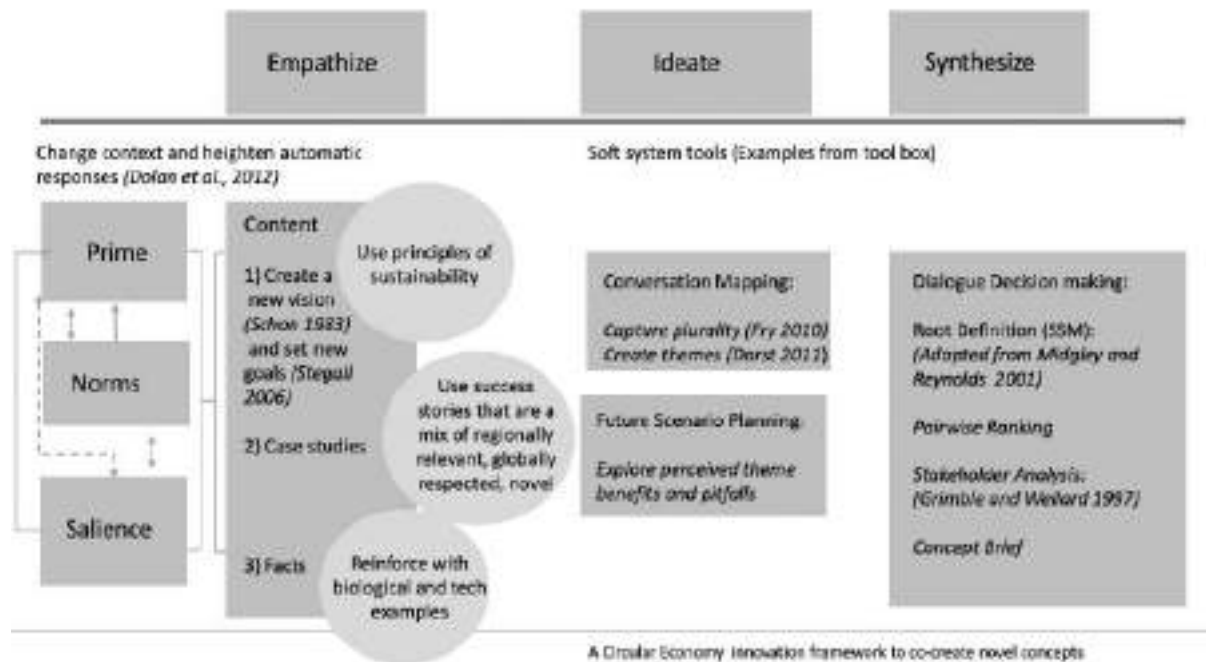 Empathize
Ideate
Synthesize
Change context and heighten automatic
responses (Dolan et al., 2012)
Soft system tools (Examples from tool box)
Prime
Norms
Salience
Content
1) Create a
new vision
(Schon 1983)
and set new
goals (Stegall
2006)
2) Case studies
3) Facts
Use principles of
sustainability
Use success
stories that are a
mix of regionally
relevant, globally
respected, novel
Reinforce with
biological and tech
examples
Conversation Mapping:
Capture plurality (Fry 2010)
Create themes (Dorst 2011)
Future Scenario Planning:
Explore perceived theme
benefits and pitfalls
Dialogue Decision making:
Root Definition (SSM):
(Adapted from Midgley and
Reynolds 2001)
Pairwise Ranking
Stakeholder Analysis:
(Grimble and Wellard 1997)
Concept Brief
A Circular Economy innovation framework to co-create novel concepts